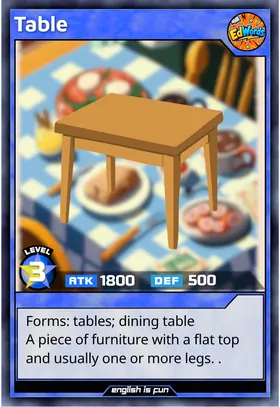 Table
EdWords
LEVEL
3
ATK 1800 DEF 500
Forms: tables; dining table
A piece of furniture with a flat top
and usually one or more legs. .
english is fun